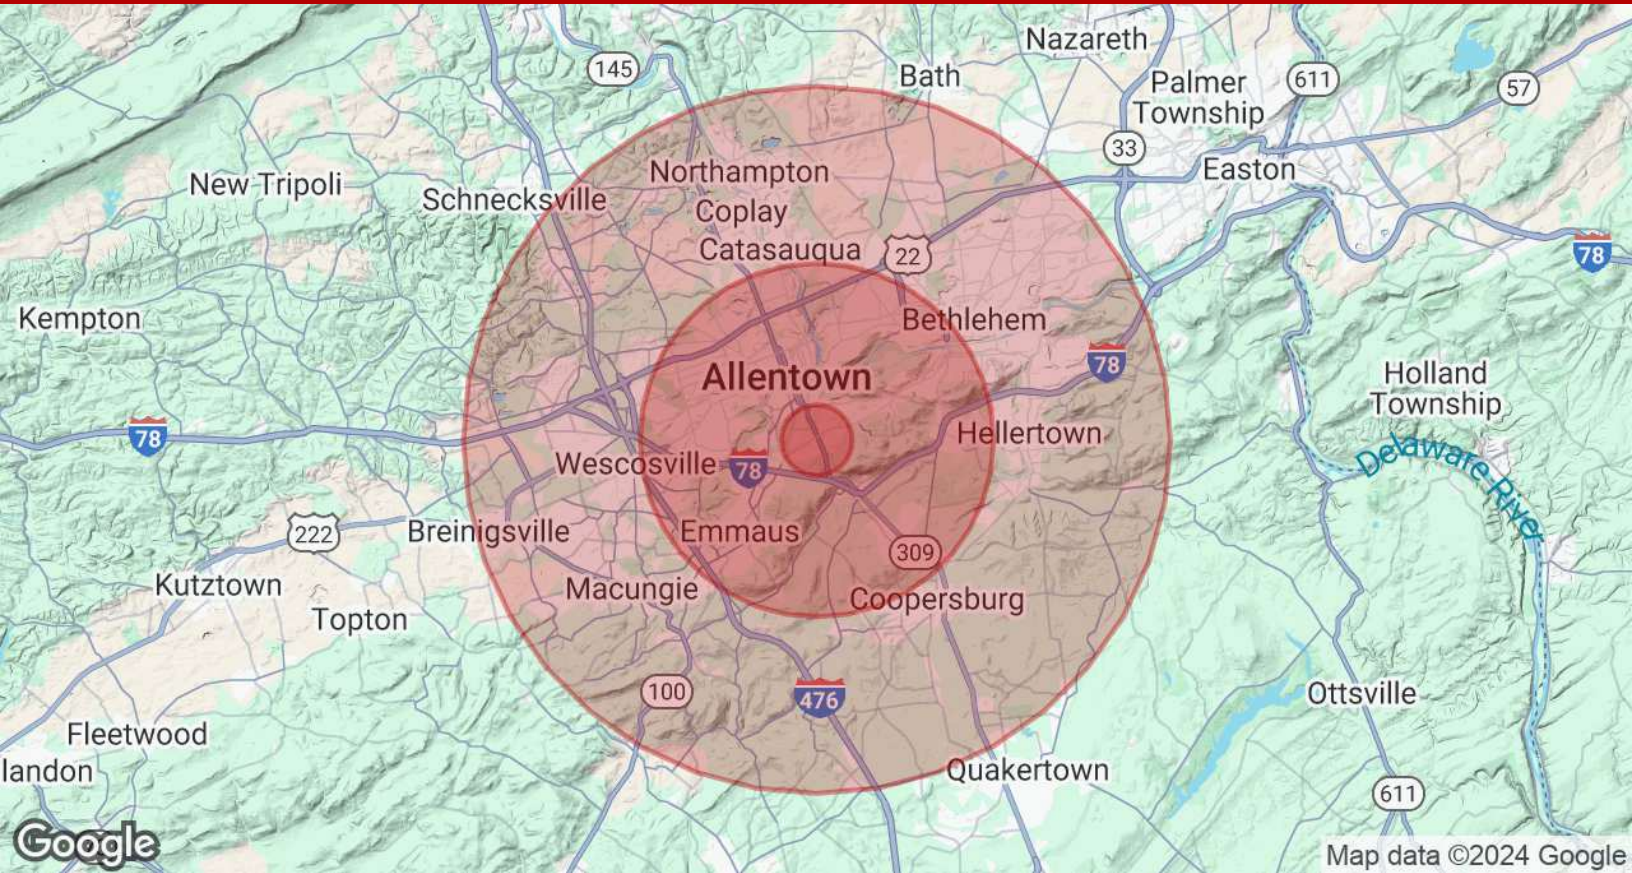 Nazareth
145
Bath
Palmer
Township
611
57
33
Northampton
Easton
New Tripoli
Schnecksville
Coplay
Catasauqua
22
78
Kempton
Bethlehem
78
Allentown
Holland
Township
78
Hellertown
Wescosville
78
Delaware River
222
Breinigsville
Emmaus
309
Kutztown
Macungie
Coopersburg
Topton
100
476
Ottsville
Fleetwood
landon
Quakertown
611
Google
Map data ©2024 Google